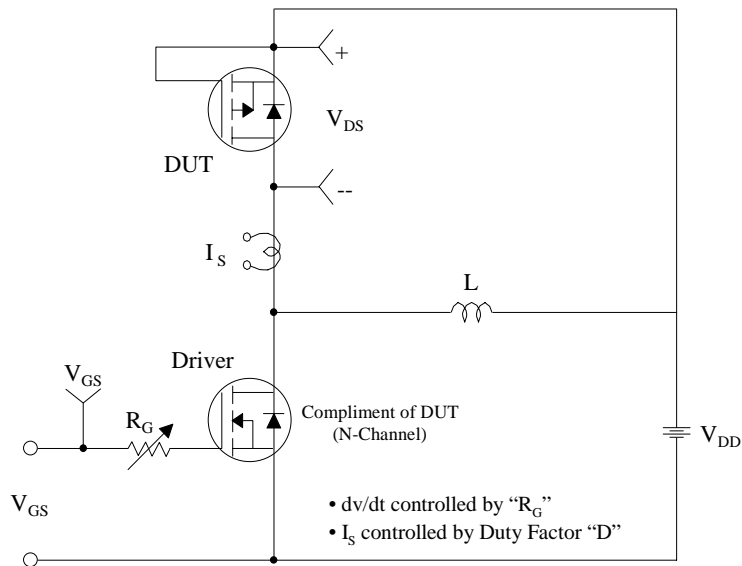 +
V_DS
DUT
--
I_S
L
Driver
V_GS
R_G
Compliment of DUT
(N-Channel)
V_DD
V_GS
• dv/dt controlled by “R_G”
• I_S controlled by Duty Factor “D”